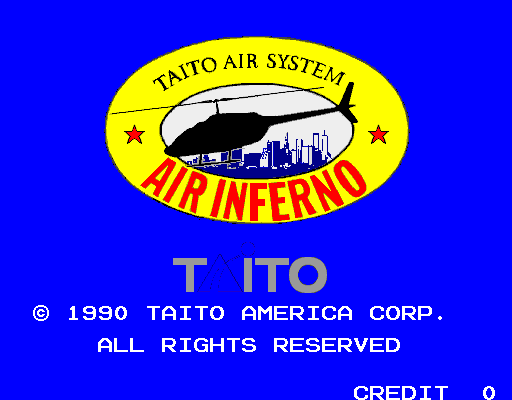 TAITO AIR SYSTEM
AIR INFERNO
TAITO
© 1990 TAITO AMERICA CORP.
ALL RIGHTS RESERVED
CREDIT 0